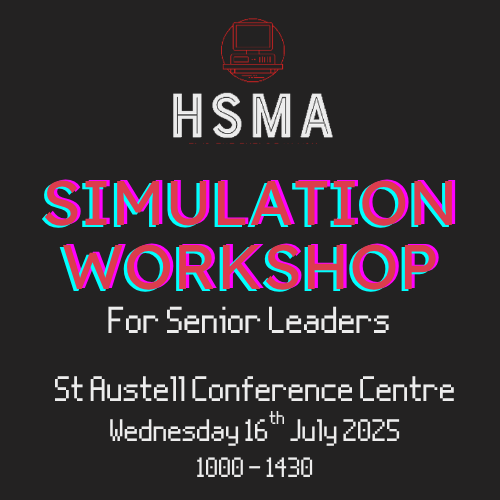 HSMA
SIMULATION
WORKSHOP
For Senior Leaders
St Austell Conference Centre
Wednesday 16th July 2025
1000 - 1430